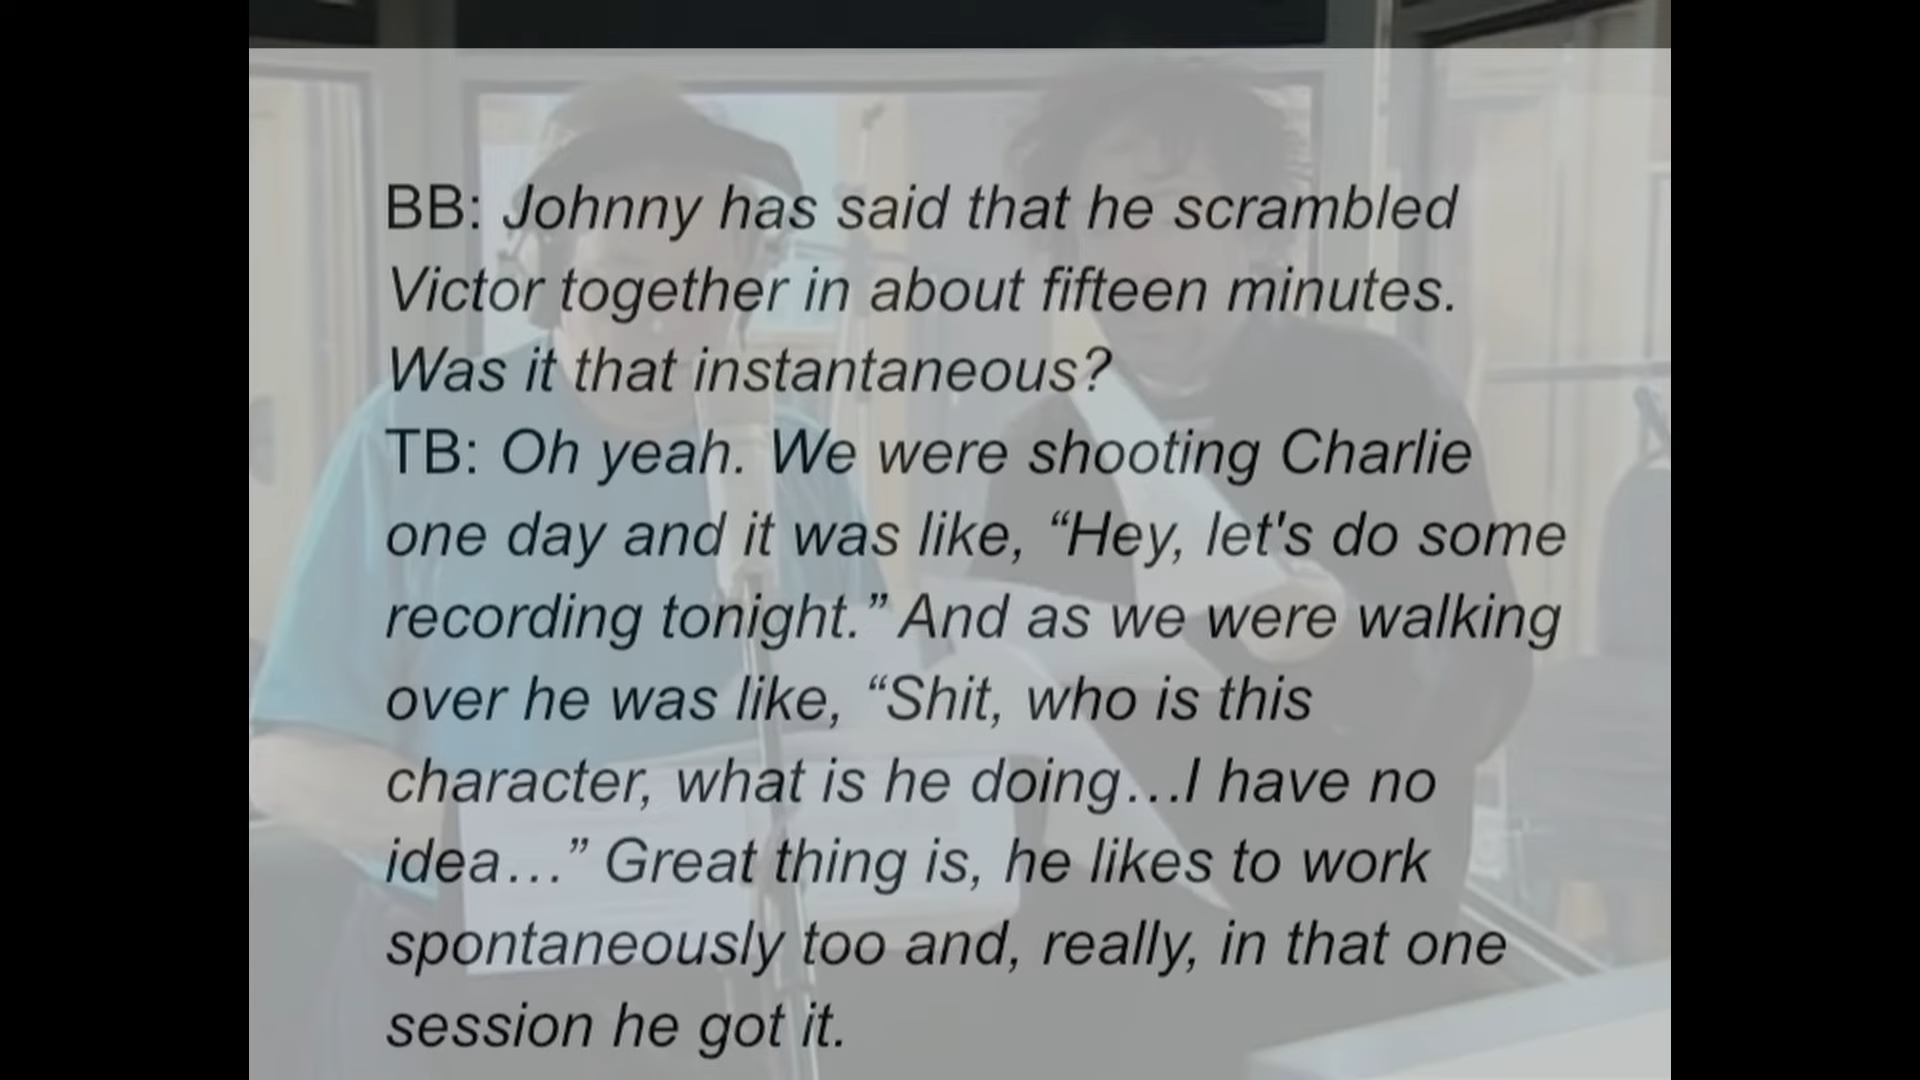 BB: Johnny has said that he scrambled
Victor together in about fifteen minutes.
Was it that instantaneous?
TB: Oh yeah. We were shooting Charlie
one day and it was like, “Hey, let's do some
recording tonight.” And as we were walking
over he was like, “Shit, who is this
character, what is he doing…I have no
idea…” Great thing is, he likes to work
spontaneously too and, really, in that one
session he got it.